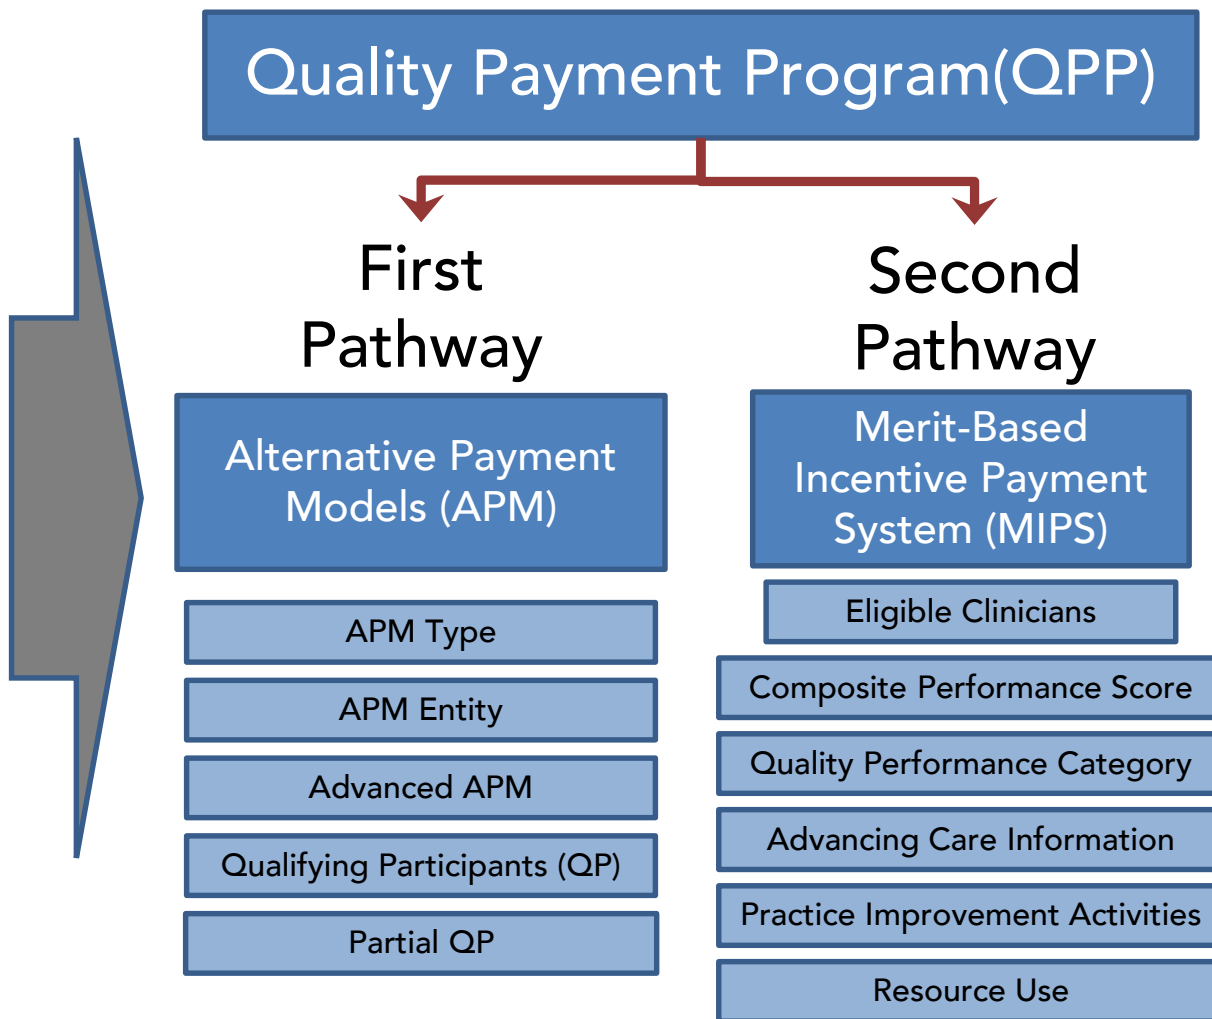 Quality Payment Program(QPP)
First
Pathway
Alternative Payment
Models (APM)
APM Type
APM Entity
Advanced APM
Qualifying Participants (QP)
Partial QP
Second
Pathway
Merit-Based
Incentive Payment
System (MIPS)
Eligible Clinicians
Composite Performance Score
Quality Performance Category
Advancing Care Information
Practice Improvement Activities
Resource Use